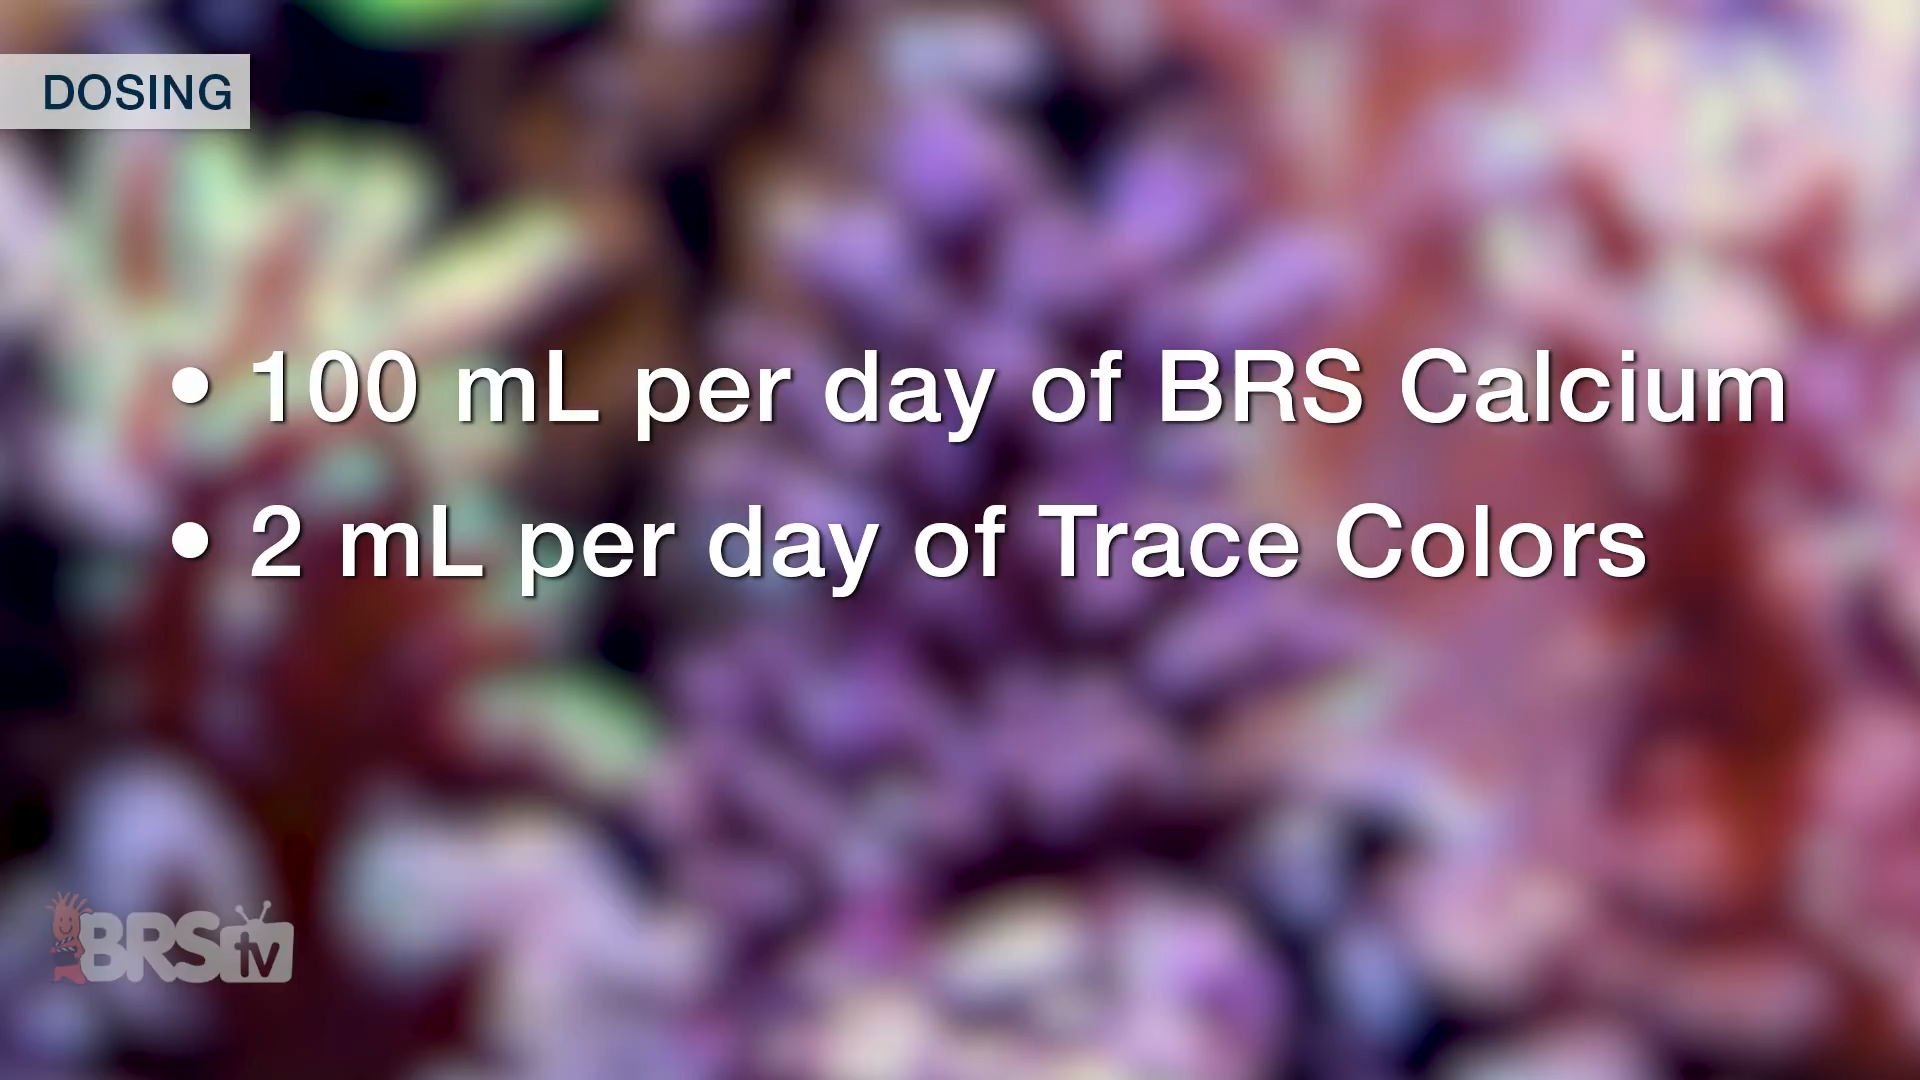 DOSING
• 100 mL per day of BRS Calcium
• 2 mL per day of Trace Colors
BRStv